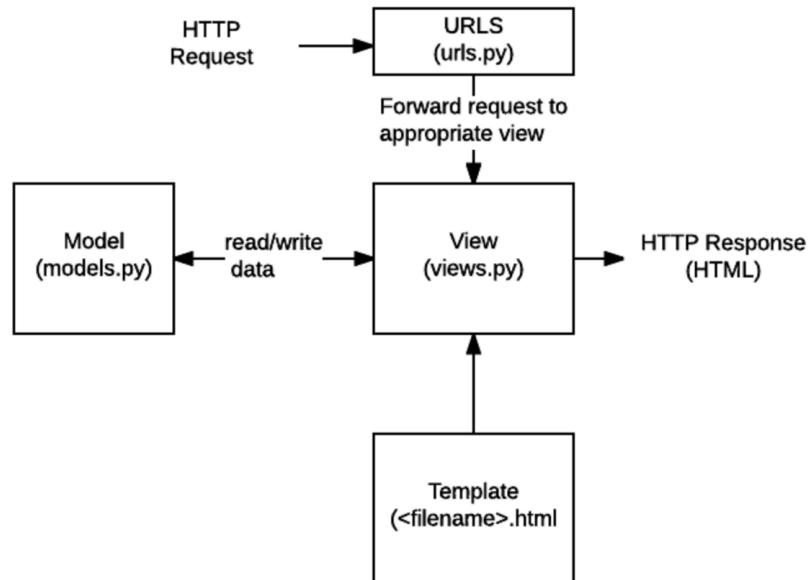 HTTP
Request
URLS
(urls.py)
Forward request to
appropriate view
Model
(models.py)
read/write
data
View
(views.py)
HTTP Response
(HTML)
Template
(<filename>.html